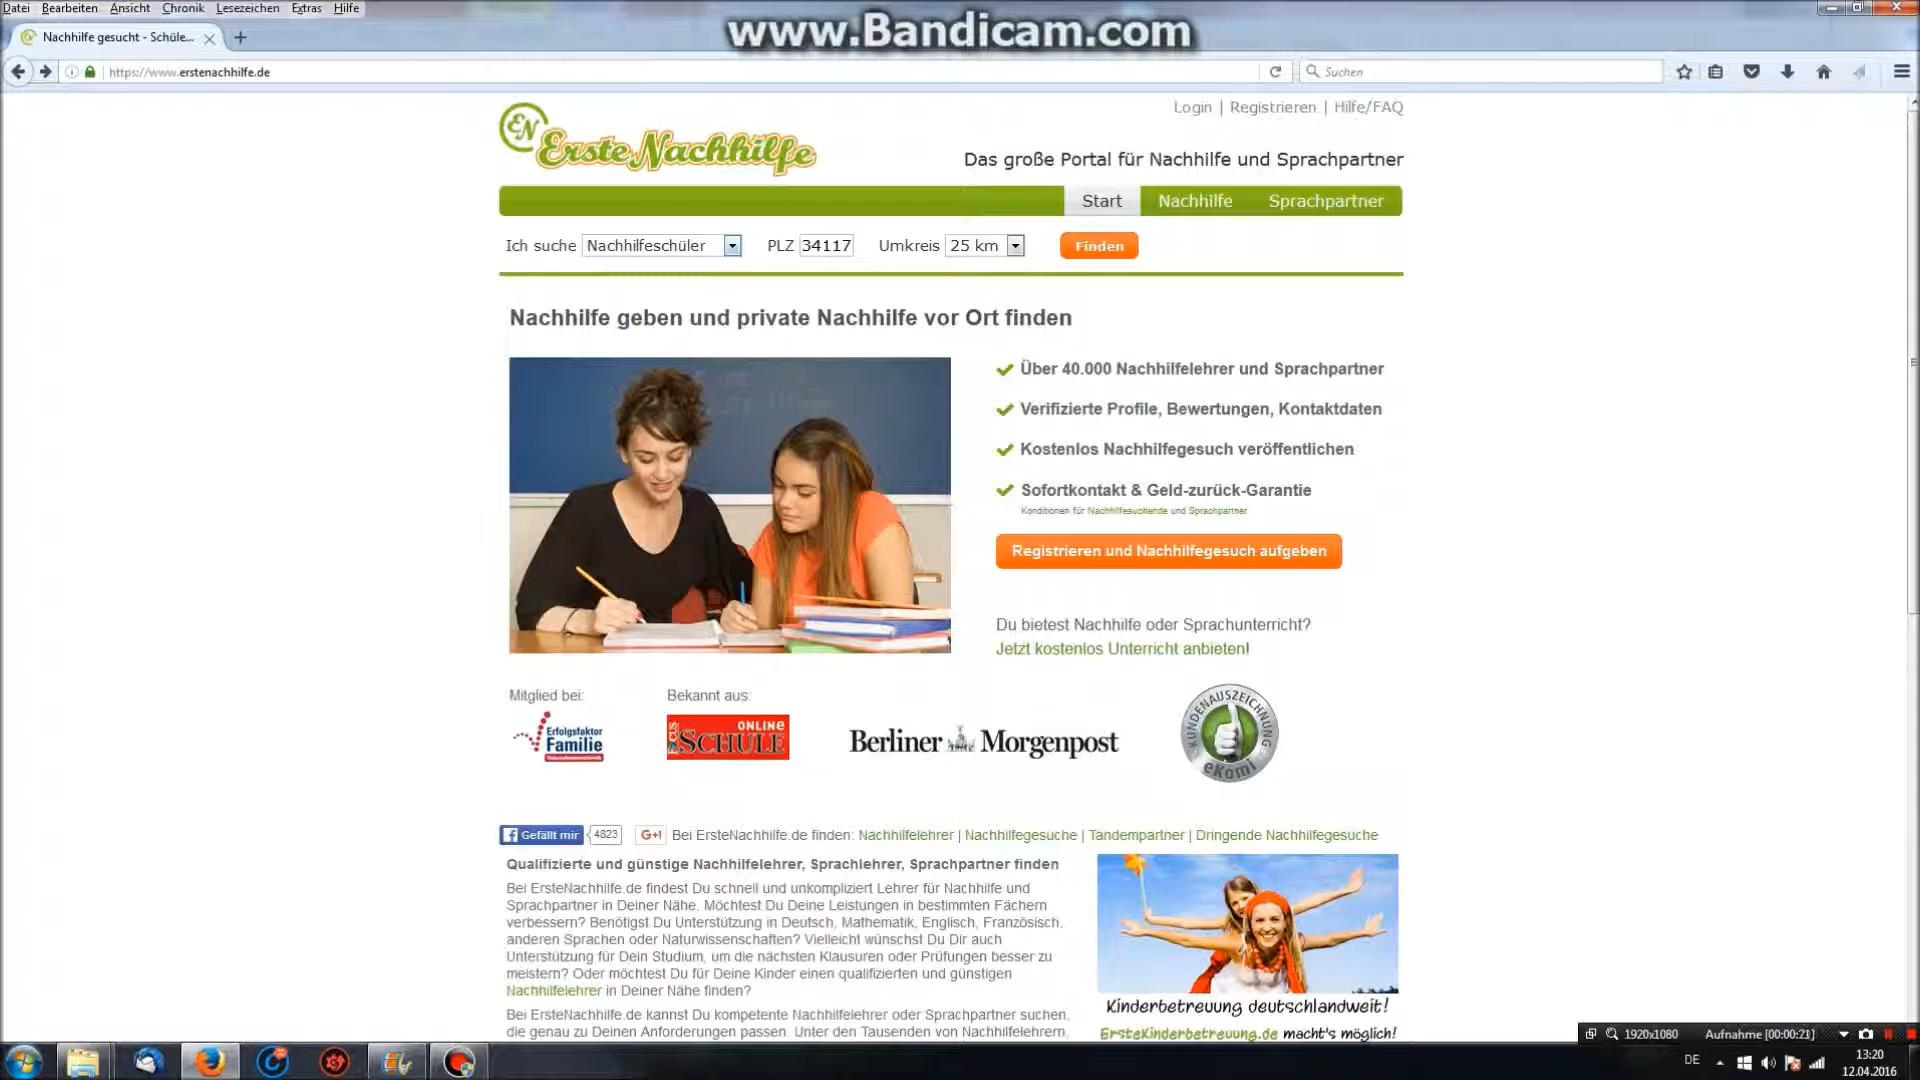 Datei Bearbeiten Ansicht Chronik Lesezeichen Extras Hilfe
www.Bandicam.com
Nachhilfe gesucht - Schüle...
https://www.erstenachhilfe.de
Suchen
Login | Registrieren | Hilfe/FAQ
EN ErsteNachhilfe
Das große Portal für Nachhilfe und Sprachpartner
Start Nachhilfe Sprachpartner
Ich suche Nachhilfeschüler PLZ 34117 Umkreis 25 km Finden
Nachhilfe geben und private Nachhilfe vor Ort finden
Über 40.000 Nachhilfelehrer und Sprachpartner
Verifizierte Profile, Bewertungen, Kontaktdaten
Kostenlos Nachhilfegesuch veröffentlichen
Sofortkontakt & Geld-zurück-Garantie
Konditionen für Nachhilfesuchende und Sprachpartner
Registrieren und Nachhilfegesuch aufgeben
Du bietest Nachhilfe oder Sprachunterricht?
Jetzt kostenlos Unterricht anbieten!
Mitglied bei: Bekannt aus:
Erfolgsfaktor
Familie
FOCUS ONLINE
SCHULE
Berliner Morgenpost
KUNDENAUSZEICHNUNG
eKomi
Gefällt mir 4823 G+1 Bei ErsteNachhilfe.de finden: Nachhilfelehrer | Nachhilfegesuche | Tandempartner | Dringende Nachhilfegesuche
Qualifizierte und günstige Nachhilfelehrer, Sprachlehrer, Sprachpartner finden
Bei ErsteNachhilfe.de findest Du schnell und unkompliziert Lehrer für Nachhilfe und
Sprachpartner in Deiner Nähe. Möchtest Du Deine Leistungen in bestimmten Fächern
verbessern? Benötigst Du Unterstützung in Deutsch, Mathematik, Englisch, Französisch,
anderen Sprachen oder Naturwissenschaften? Vielleicht wünschst Du Dir auch
Unterstützung für Dein Studium, um die nächsten Klausuren oder Prüfungen besser zu
meistern? Oder möchtest Du für Deine Kinder einen qualifizierten und günstigen
Nachhilfelehrer in Deiner Nähe finden?
Bei ErsteNachhilfe.de kannst Du kompetente Nachhilfelehrer oder Sprachpartner suchen,
die genau zu Deinen Anforderungen passen. Unter den Tausenden von Nachhilfelehrern,
Kinderbetreuung deutschlandweit!
ErsteKinderbetreuung.de macht's möglich!
1920x1080 Aufnahme [00:00:21]
DE
13:20
12.04.2016